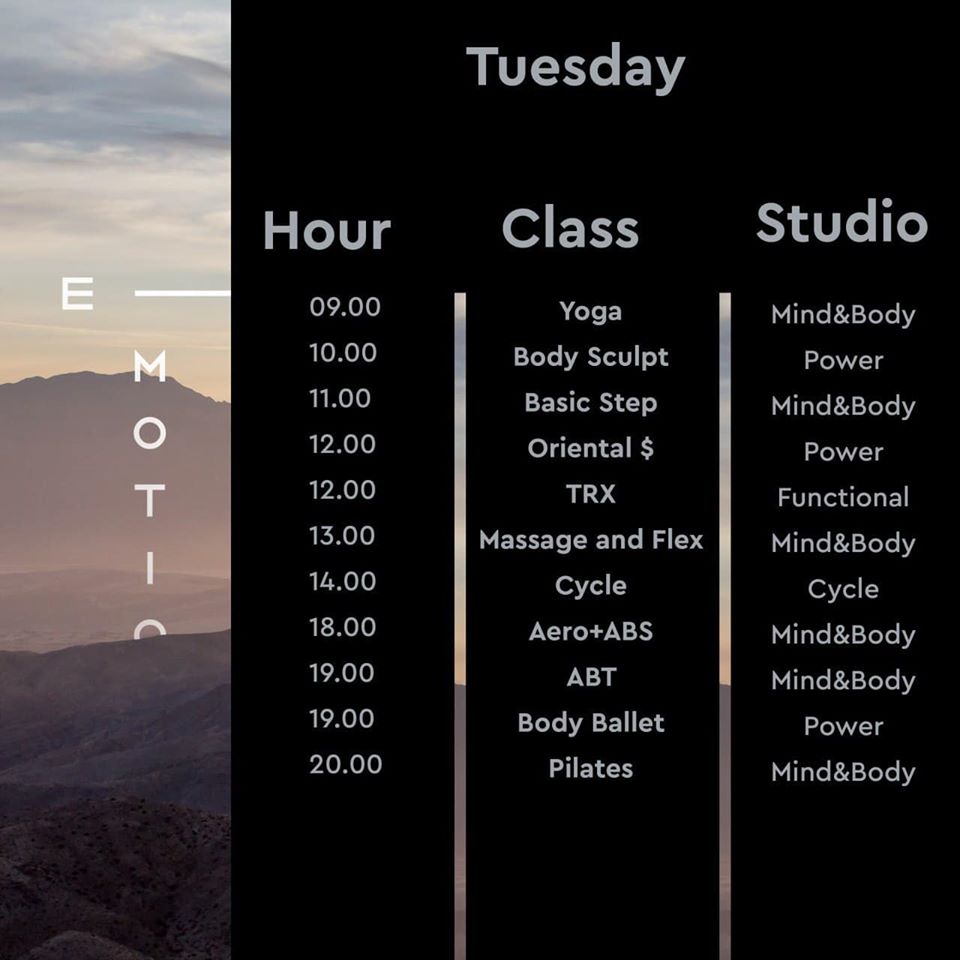 Tuesday
Hour Class Studio
09.00 Yoga Mind&Body
10.00 Body Sculpt Power
11.00 Basic Step Mind&Body
12.00 Oriental $ Power
12.00 TRX Functional
13.00 Massage and Flex Mind&Body
14.00 Cycle Cycle
18.00 Aero+ABS Mind&Body
19.00 ABT Mind&Body
19.00 Body Ballet Power
20.00 Pilates Mind&Body
E
M
O
T
I
O